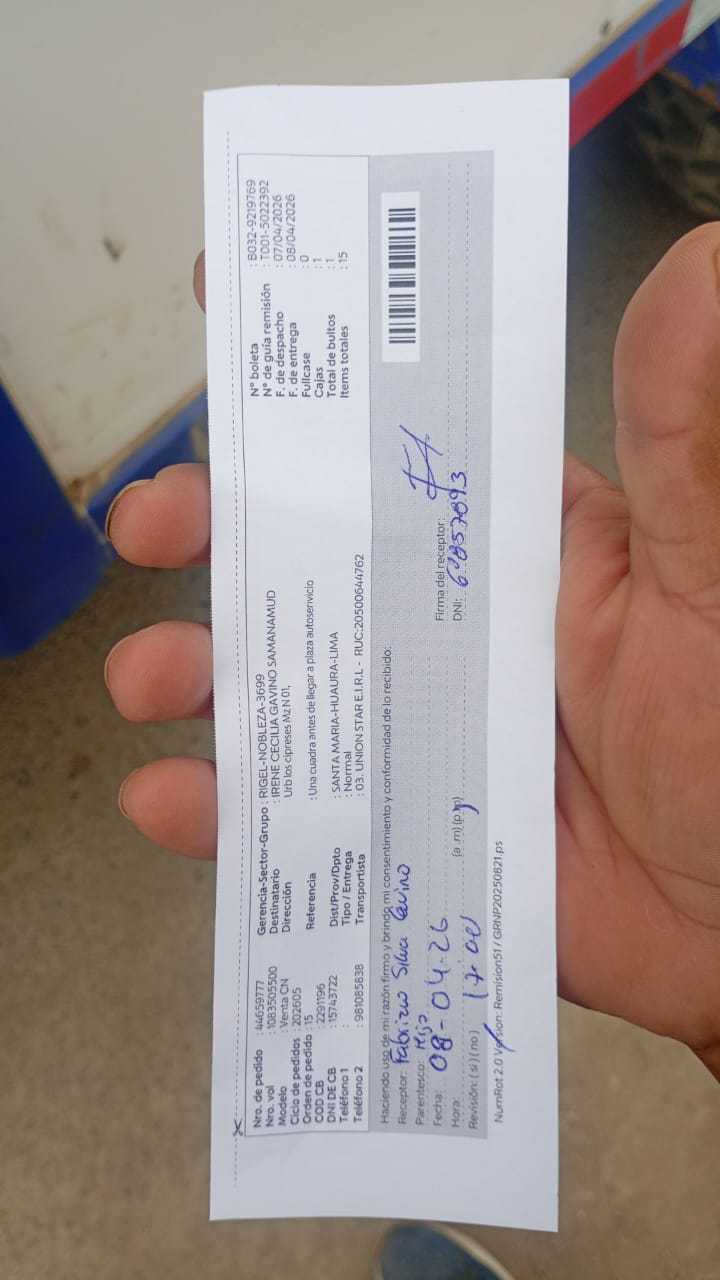 Nro. de pedido : 44659777
Nro. vol : 1083505500
Modelo : Venta CN
Ciclo de pedidos : 202605
Orden de pedido : 15
COD CB : 2291196
DNI DE CB : 15743722
Teléfono 1 :
Teléfono 2 : 981085838
Gerencia-Sector-Grupo : RIGEL-NOBLEZA-3699
Destinatario : IRENE CECILIA GAVINO SAMANAMUD
Dirección Urb los cipreses Mz N 01,
Referencia : Una cuadra antes de llegar a plaza autoservicio
Dist/Prov/Dpto : SANTA MARIA-HUAURA-LIMA
Tipo / Entrega : Normal
Transportista : 03. UNION STAR E.I.R.L - RUC:20500644762
N° boleta : B032-9219769
N° de guía remisión : T001-5022392
F. de despacho : 07/04/2026
F. de entrega : 08/04/2026
Fullcase : 0
Cajas : 1
Total de bultos : 1
Items totales : 15
Haciendo uso de mi razón firmo y brindo mi consentimiento y conformidad de lo recibido:
Receptor: Fabrizio Silva Gavino
Parentesco: Hijo
Fecha: 08-04-26
Hora: (a.m)(p.m)
Revisión: (si)(no)
Firma del receptor:
DNI:
NumRot 2.0 Version: Remision51 / GRNP20250821.ps